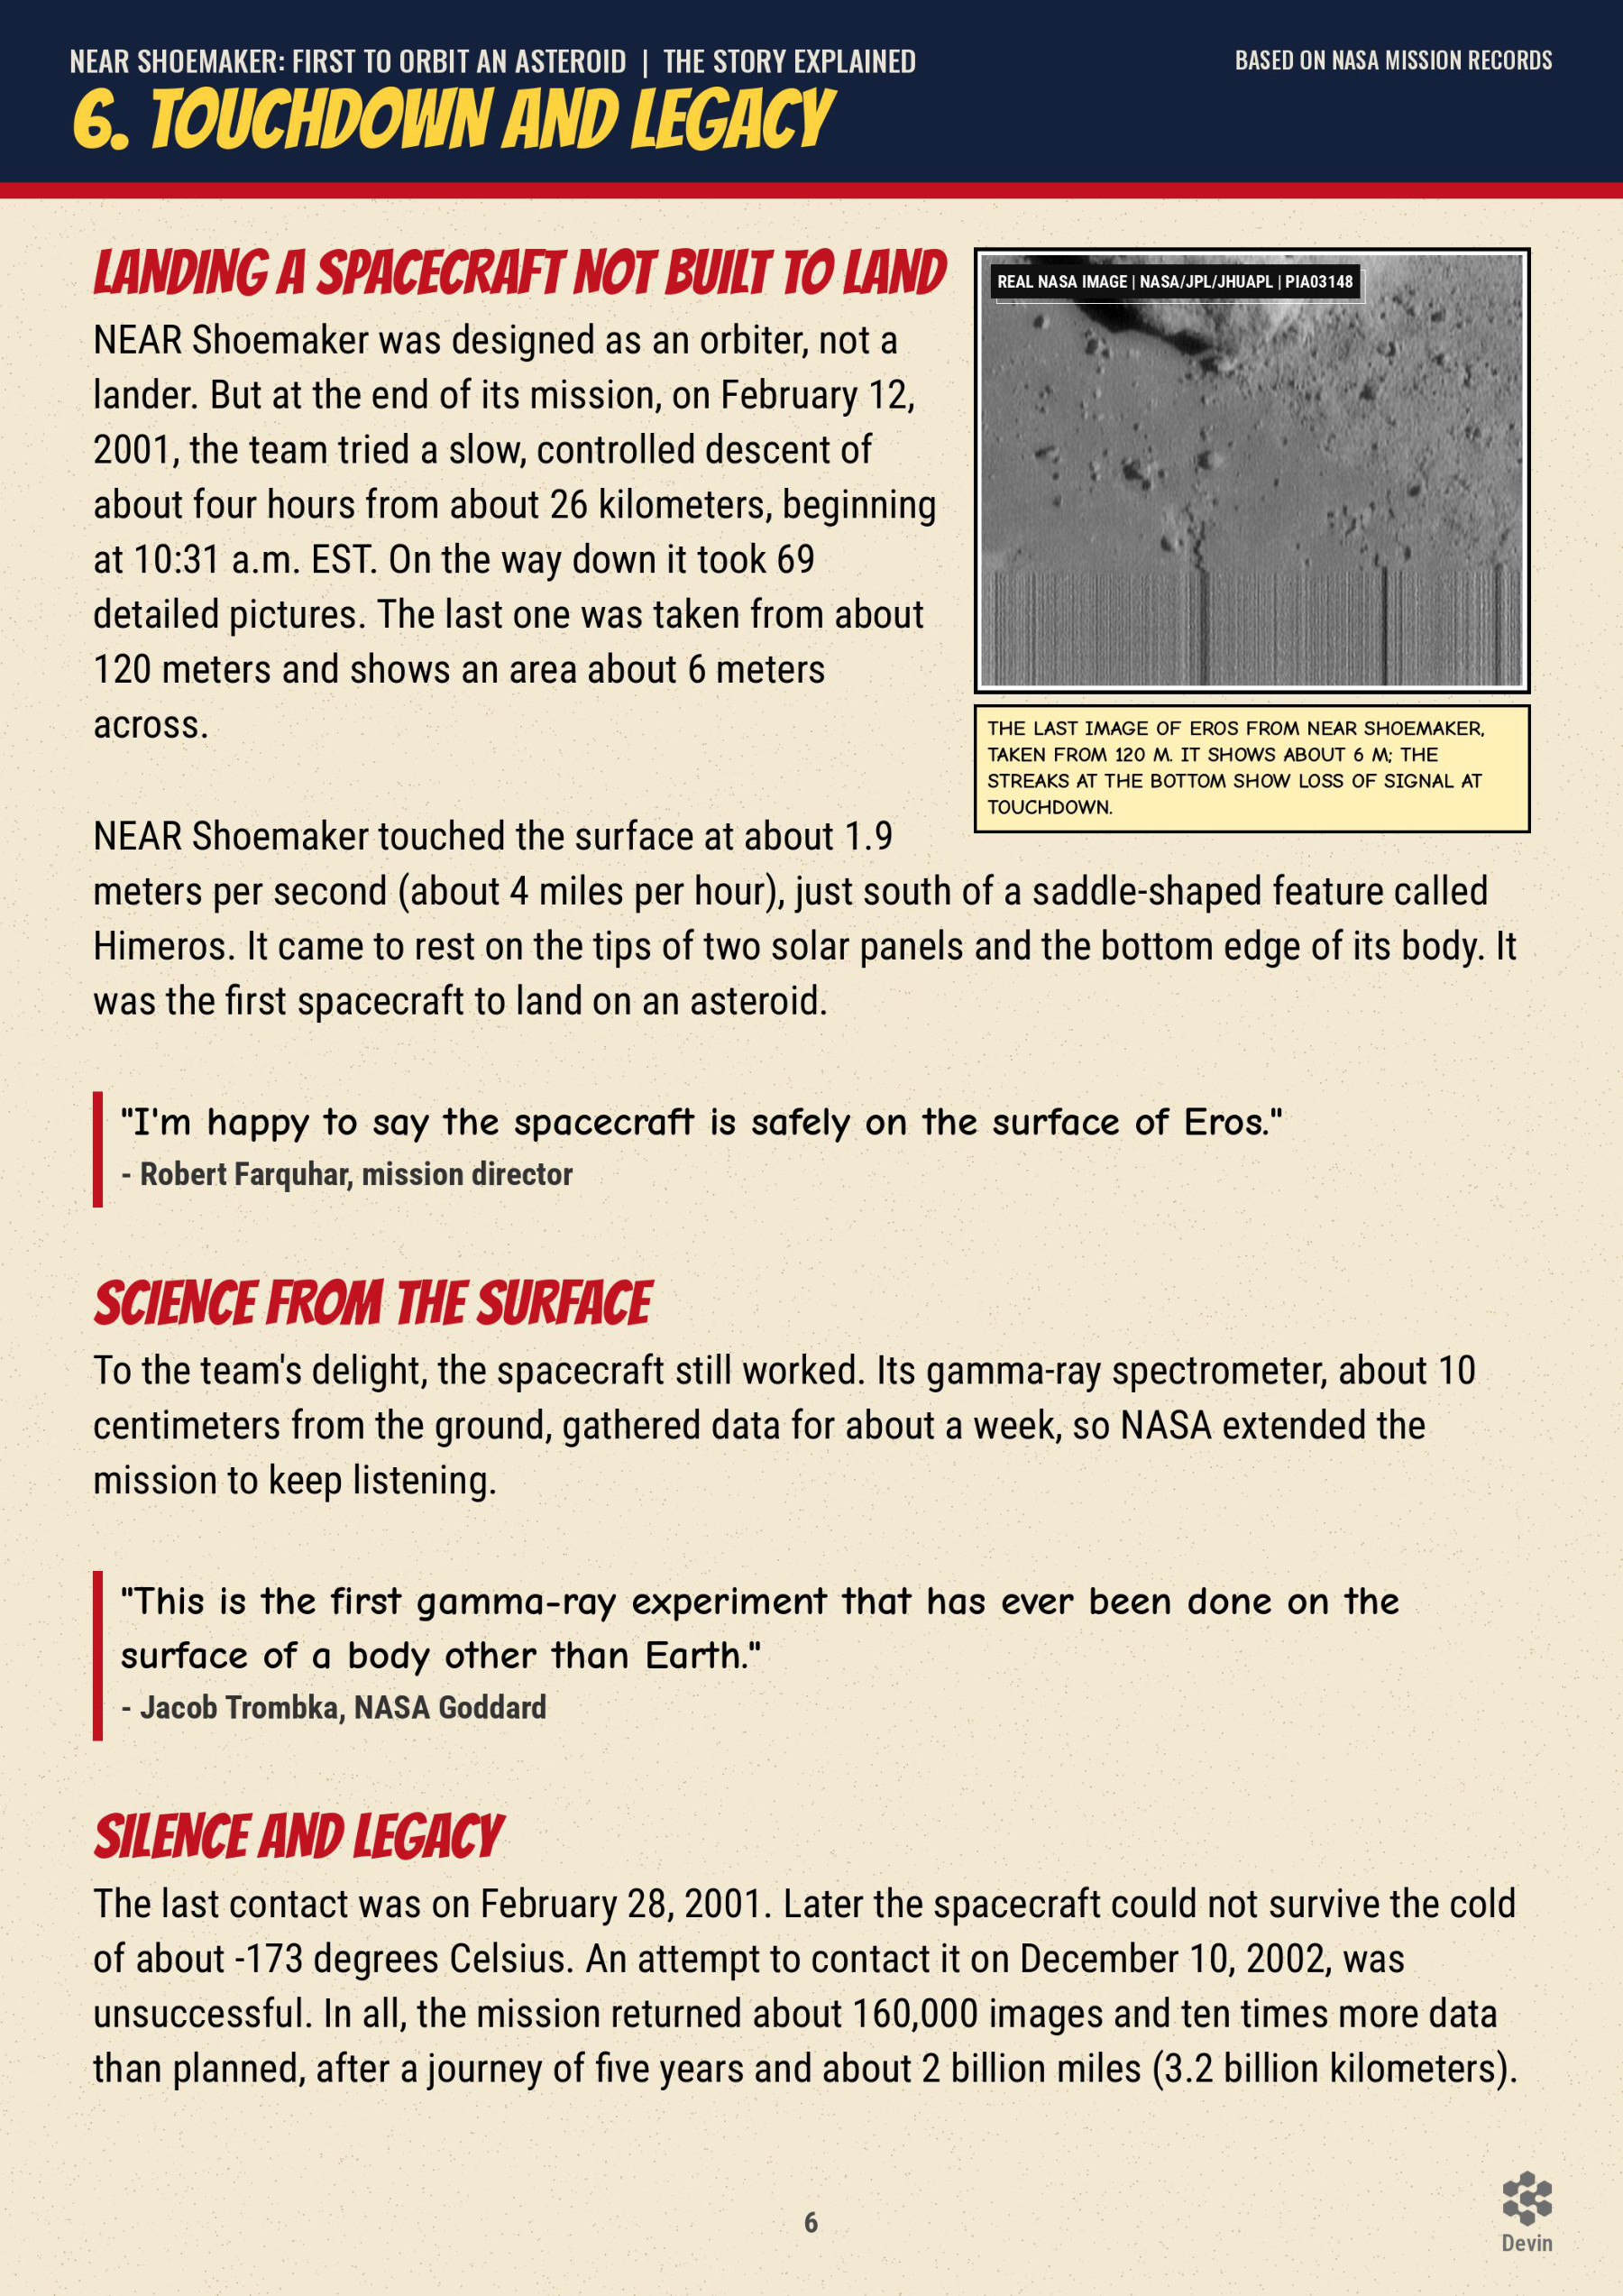 NEAR SHOEMAKER: FIRST TO ORBIT AN ASTEROID | THE STORY EXPLAINED
BASED ON NASA MISSION RECORDS
6. TOUCHDOWN AND LEGACY
LANDING A SPACECRAFT NOT BUILT TO LAND
NEAR Shoemaker was designed as an orbiter, not a
lander. But at the end of its mission, on February 12,
2001, the team tried a slow, controlled descent of
about four hours from about 26 kilometers, beginning
at 10:31 a.m. EST. On the way down it took 69
detailed pictures. The last one was taken from about
120 meters and shows an area about 6 meters
across.
REAL NASA IMAGE | NASA/JPL/JHUAPL | PIA03148
THE LAST IMAGE OF EROS FROM NEAR SHOEMAKER,
TAKEN FROM 120 M. IT SHOWS ABOUT 6 M; THE
STREAKS AT THE BOTTOM SHOW LOSS OF SIGNAL AT
TOUCHDOWN.
NEAR Shoemaker touched the surface at about 1.9
meters per second (about 4 miles per hour), just south of a saddle-shaped feature called
Himeros. It came to rest on the tips of two solar panels and the bottom edge of its body. It
was the first spacecraft to land on an asteroid.
"I'm happy to say the spacecraft is safely on the surface of Eros."
- Robert Farquhar, mission director
SCIENCE FROM THE SURFACE
To the team's delight, the spacecraft still worked. Its gamma-ray spectrometer, about 10
centimeters from the ground, gathered data for about a week, so NASA extended the
mission to keep listening.
"This is the first gamma-ray experiment that has ever been done on the
surface of a body other than Earth."
- Jacob Trombka, NASA Goddard
SILENCE AND LEGACY
The last contact was on February 28, 2001. Later the spacecraft could not survive the cold
of about -173 degrees Celsius. An attempt to contact it on December 10, 2002, was
unsuccessful. In all, the mission returned about 160,000 images and ten times more data
than planned, after a journey of five years and about 2 billion miles (3.2 billion kilometers).
6
Devin